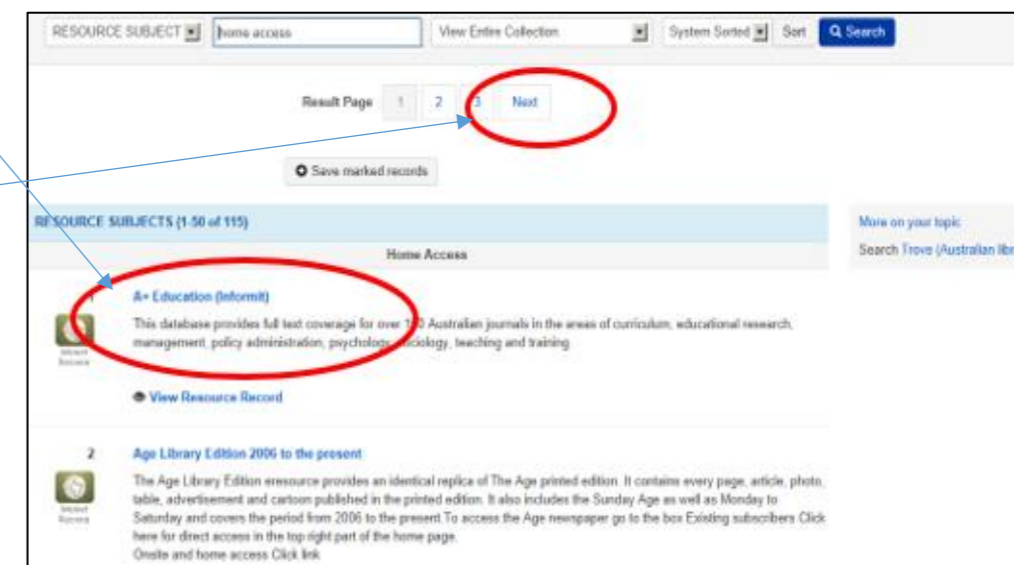 RESOURCE SUBJECT home access View Entire Collection System Sorted Sort Search
Result Page 1 2 3 Next
Save marked records
RESOURCE SUBJECTS (1-50 of 115)
More on your topic
Home Access
Search Trove (Australian
1 A+ Education (Informit)
This database provides full text coverage for over Australian journals in the areas of curriculum, educational research,
management, policy administration, psychology, sociology, teaching and training
View Resource Record
2 Age Library Edition 2006 to the present
The Age Library Edition eresource provides an identical replica of The Age printed edition. It contains every page, article, photo,
table, advertisement and cartoon published in the printed edition. It also includes the Sunday Age as well as Monday to
Saturday and covers the period from 2006 to the present.To access the Age newspaper go to the box Existing subscribers Click
here for direct access in the top right part of the home page.
Onsite and home access Click link